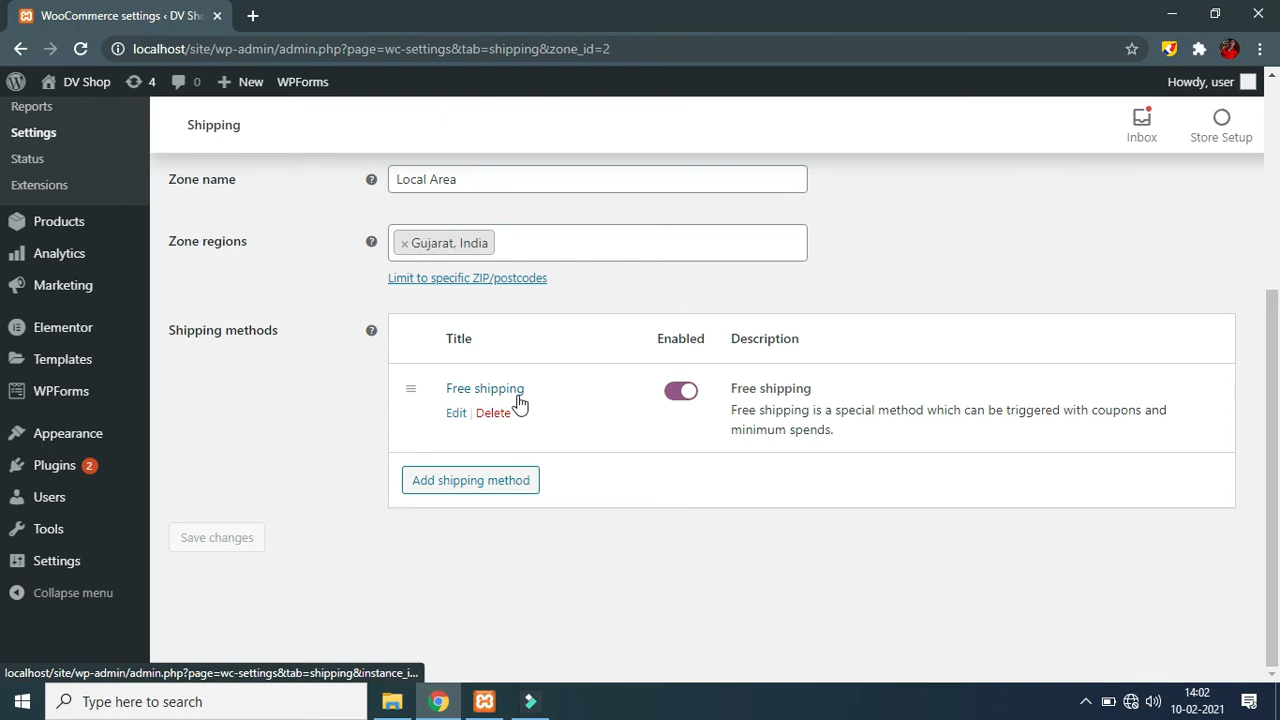 WooCommerce settings ‹ DV Sho
localhost/site/wp-admin/admin.php?page=wc-settings&tab=shipping&zone_id=2
DV Shop
4
0
New
WPForms
Howdy, user
Reports
Settings
Status
Extensions
Products
Analytics
Marketing
Elementor
Templates
WPForms
Appearance
Plugins 2
Users
Tools
Settings
Collapse menu
Shipping
Inbox
Store Setup
Zone name
Local Area
Zone regions
× Gujarat, India
Limit to specific ZIP/postcodes
Shipping methods
Title Enabled Description
Free shipping
Edit | Delete
Free shipping
Free shipping is a special method which can be triggered with coupons and
minimum spends.
Add shipping method
Save changes
localhost/site/wp-admin/admin.php?page=wc-settings&tab=shipping&instance_i...
Type here to search
14:02
10-02-2021